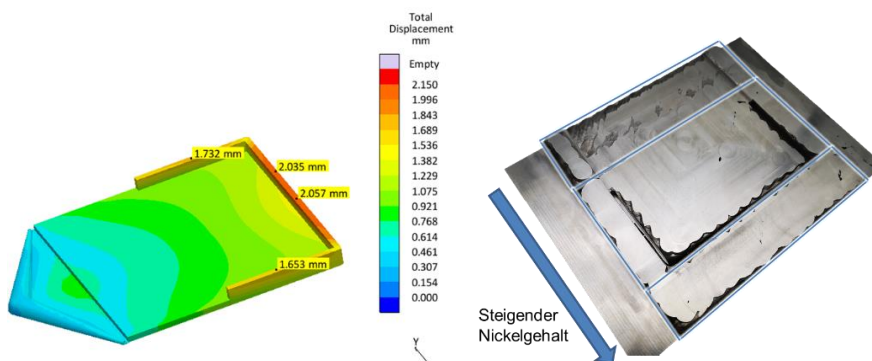 Total
Displacement
mm
Empty
2.150
1.996
1.843
1.689
1.536
1.382
1.229
1.075
0.921
0.768
0.614
0.461
0.307
0.154
0.000
1.732 mm
2.035 mm
2.057 mm
1.653 mm
Y
Steigender
Nickelgehalt